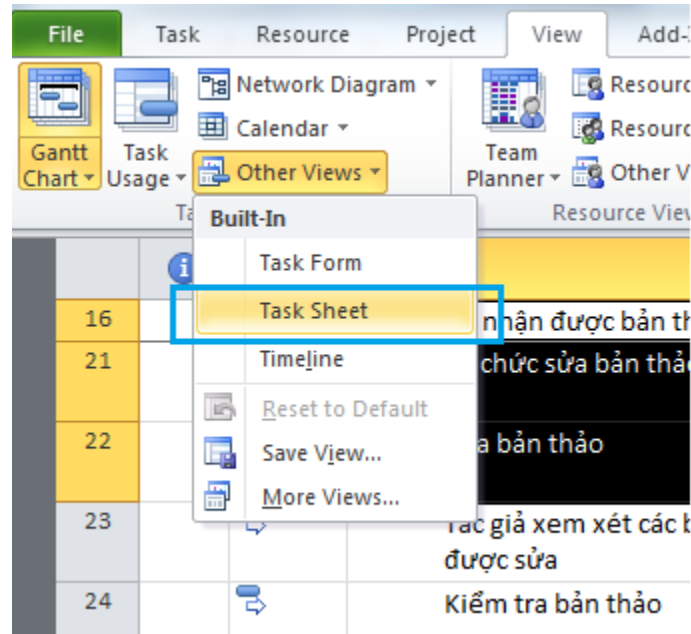 File Task Resource Project View Add-
Network Diagram Resourc
Calendar Resourc
Gantt Chart Task Usage Other Views Team Planner Other V
Ta Resource View
Built-In
Task Form
16 Task Sheet nhận được bản th
21 Timeline chức sửa bản thảo
Reset to Default
22 Save View... a bản thảo
More Views...
23 Tác giả xem xét các b
được sửa
24 Kiểm tra bản thảo